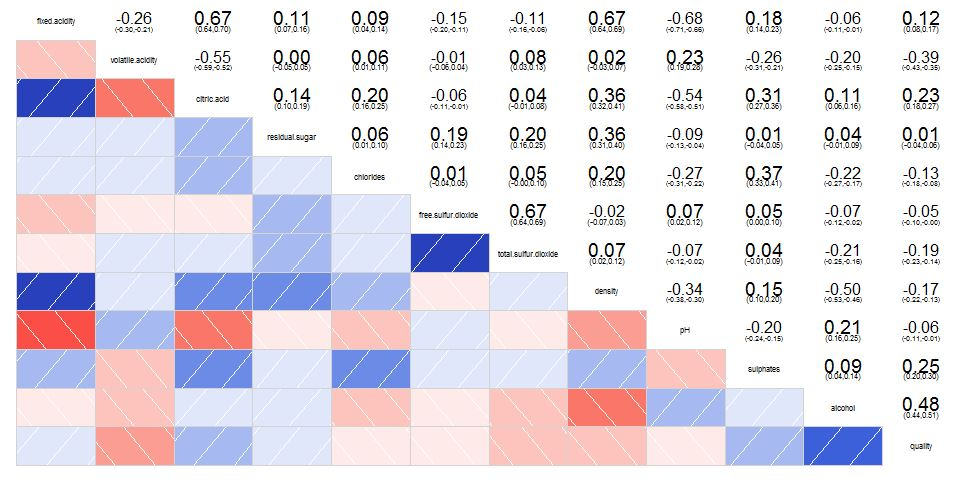 fixed.acidity -0.26 0.67 0.11 0.09 -0.15 -0.11 0.67 -0.68 0.18 -0.06 0.12
(-0.30,-0.21) (0.64,0.70) (0.07,0.16) (0.04,0.14) (-0.20,-0.11) (-0.16,-0.06) (0.64,0.69) (-0.71,-0.66) (0.14,0.23) (-0.11,-0.01) (0.08,0.17)
volatile.acidity -0.55 0.00 0.06 -0.01 0.08 0.02 0.23 -0.26 -0.20 -0.39
(-0.59,-0.52) (-0.05,0.05) (0.01,0.11) (-0.06,0.04) (0.03,0.13) (-0.03,0.07) (0.19,0.28) (-0.31,-0.21) (-0.25,-0.15) (-0.43,-0.35)
citric.acid 0.14 0.20 -0.06 0.04 0.36 -0.54 0.31 0.11 0.23
(0.10,0.19) (0.16,0.25) (-0.11,-0.01) (-0.01,0.08) (0.32,0.41) (-0.58,-0.51) (0.27,0.36) (0.06,0.16) (0.18,0.27)
residual.sugar 0.06 0.19 0.20 0.36 -0.09 0.01 0.04 0.01
(0.01,0.10) (0.14,0.23) (0.16,0.25) (0.31,0.40) (-0.13,-0.04) (-0.04,0.05) (-0.01,0.09) (-0.04,0.06)
chlorides 0.01 0.05 0.20 -0.27 0.37 -0.22 -0.13
(-0.04,0.05) (-0.00,0.10) (0.15,0.25) (-0.31,-0.22) (0.33,0.41) (-0.27,-0.17) (-0.18,-0.08)
free.sulfur.dioxide 0.67 -0.02 0.07 0.05 -0.07 -0.05
(0.64,0.69) (-0.07,0.03) (0.02,0.12) (0.00,0.10) (-0.12,-0.02) (-0.10,-0.00)
total.sulfur.dioxide 0.07 -0.07 0.04 -0.21 -0.19
(0.02,0.12) (-0.12,-0.02) (-0.01,0.09) (-0.25,-0.16) (-0.23,-0.14)
density -0.34 0.15 -0.50 -0.17
(-0.38,-0.30) (0.10,0.20) (-0.53,-0.46) (-0.22,-0.13)
pH -0.20 0.21 -0.06
(-0.24,-0.15) (0.16,0.25) (-0.11,-0.01)
sulphates 0.09 0.25
(0.04,0.14) (0.20,0.30)
alcohol 0.48
(0.44,0.51)
quality